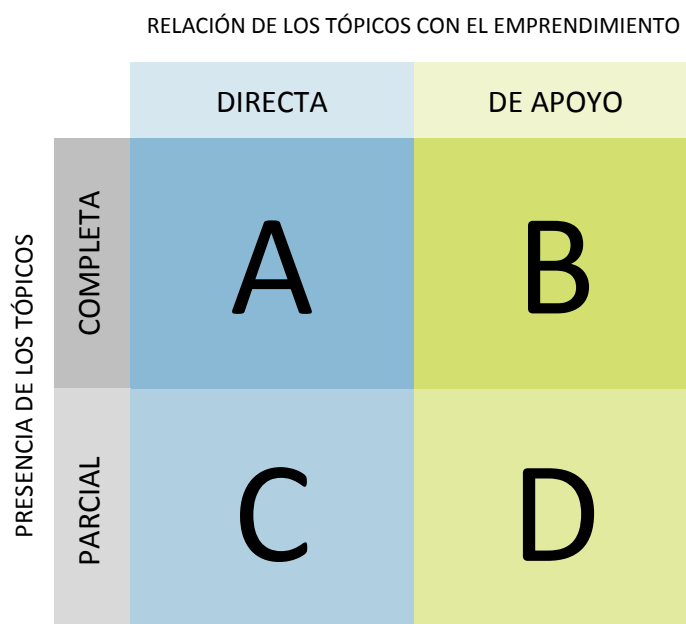 RELACIÓN DE LOS TÓPICOS CON EL EMPRENDIMIENTO
DIRECTA
DE APOYO
PRESENCIA DE LOS TÓPICOS
COMPLETA
A
B
PARCIAL
C
D